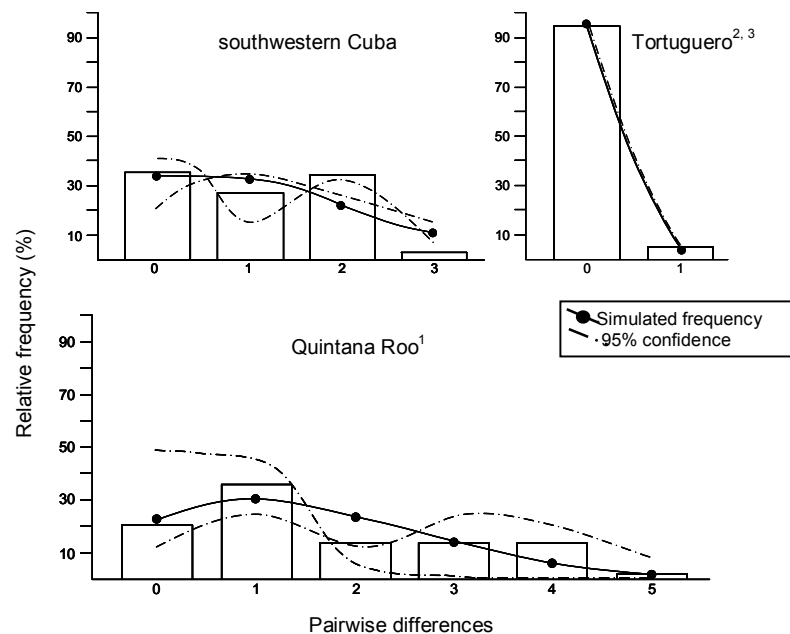 southwestern Cuba
90
70
50
30
10
0 1 2 3
Tortuguero2, 3
90
70
50
30
10
0 1
Simulated frequency
95% confidence
Quintana Roo1
90
70
50
30
10
0 1 2 3 4 5
Relative frequency (%)
Pairwise differences